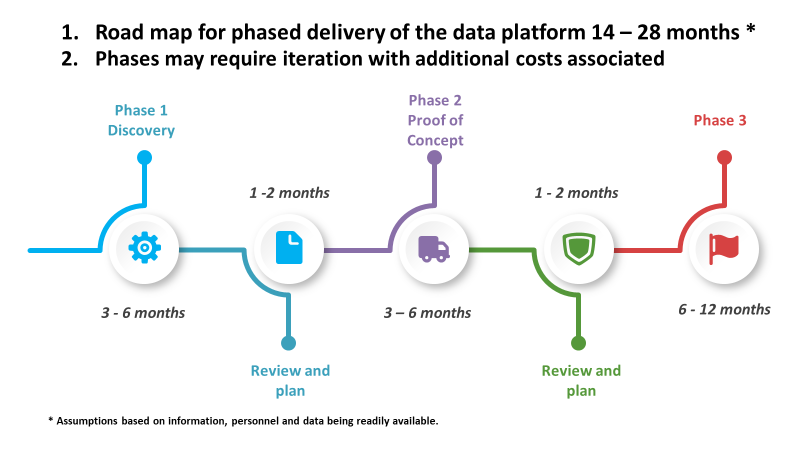 1. Road map for phased delivery of the data platform 14 – 28 months *
2. Phases may require iteration with additional costs associated
Phase 1
Discovery
Phase 2
Proof of
Concept
Phase 3
1 -2 months
1 - 2 months
3 - 6 months
3 – 6 months
6 - 12 months
Review and
plan
Review and
plan
* Assumptions based on information, personnel and data being readily available.